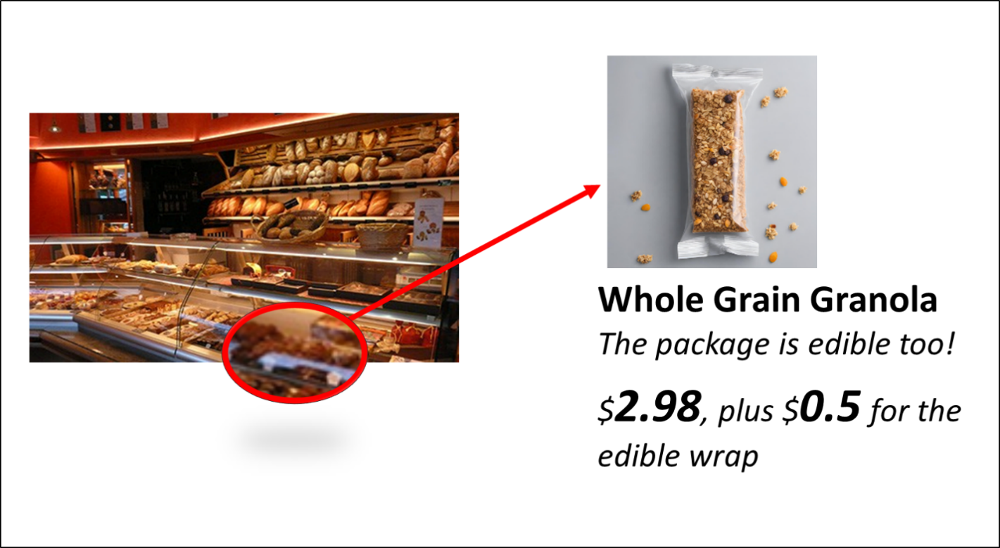 Whole Grain Granola
The package is edible too!
$2.98, plus $0.5 for the
edible wrap